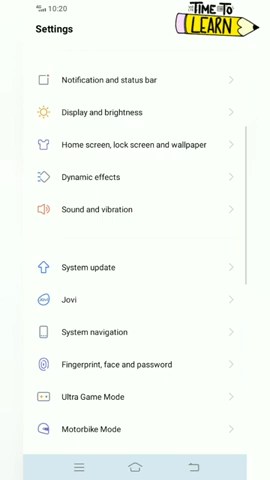 4G 10:20
TIME TO
LEARN
Settings
Notification and status bar
Display and brightness
Home screen, lock screen and wallpaper
Dynamic effects
Sound and vibration
System update
Jovi
System navigation
Fingerprint, face and password
Ultra Game Mode
Motorbike Mode